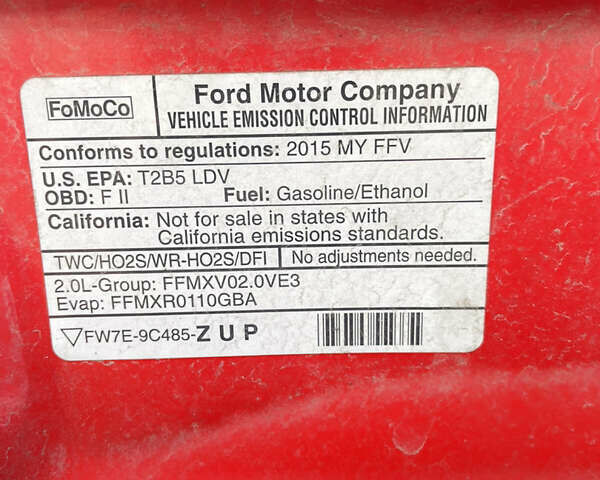 FoMoCo
Ford Motor Company
VEHICLE EMISSION CONTROL INFORMATION
Conforms to regulations: 2015 MY FFV
U.S. EPA: T2B5 LDV
OBD: F II Fuel: Gasoline/Ethanol
California: Not for sale in states with
California emissions standards.
TWC/HO2S/WR-HO2S/DFI No adjustments needed.
2.0L-Group: FFMXV02.0VE3
Evap: FFMXR0110GBA
▽FW7E-9C485-Z U P